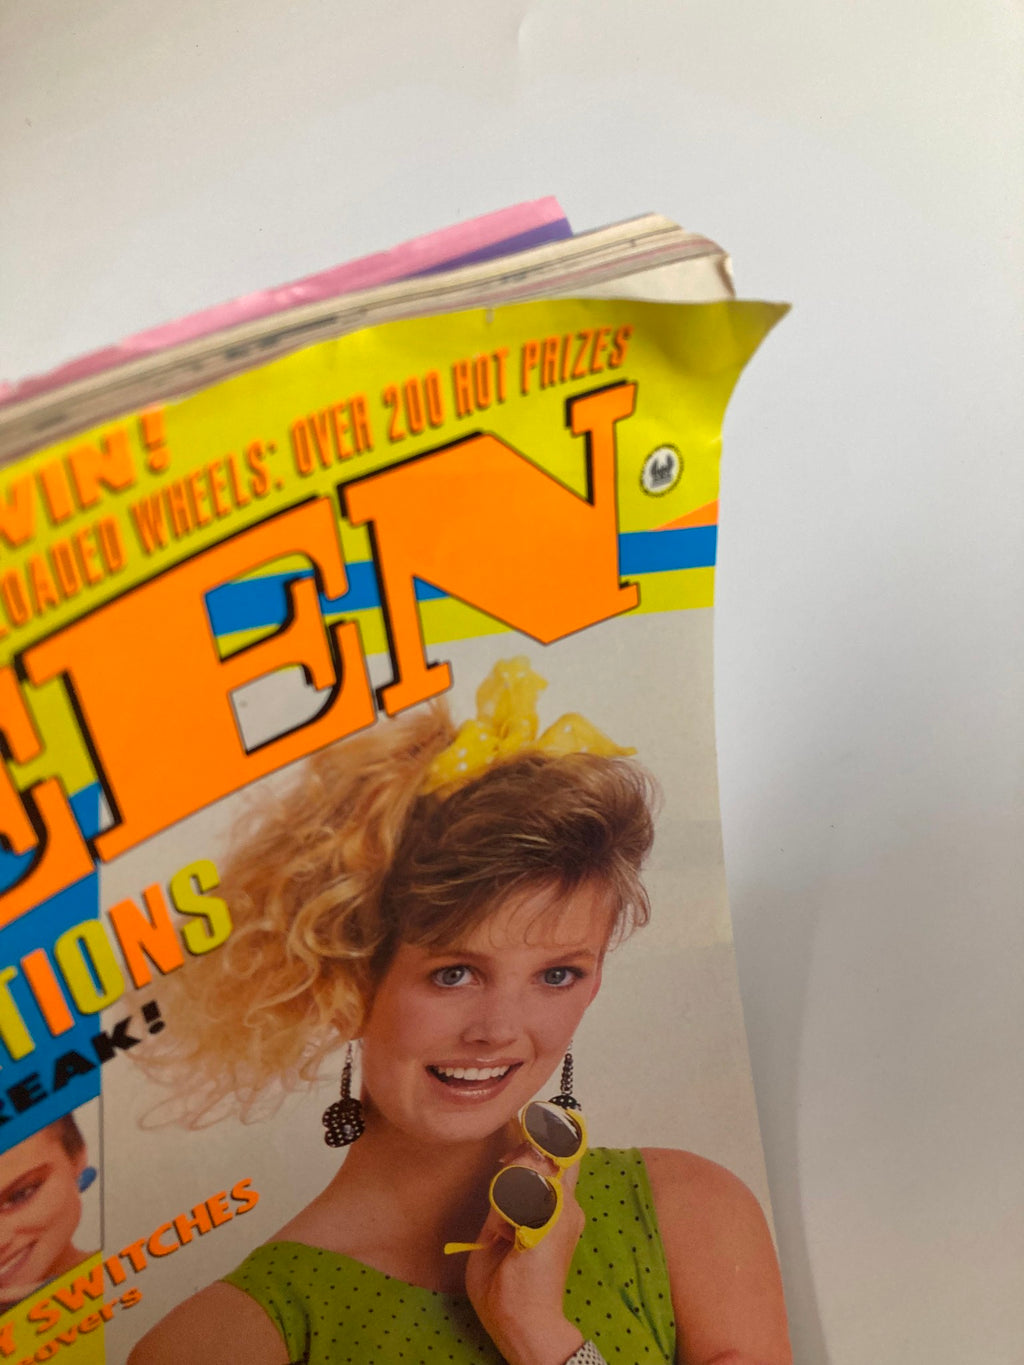 WIN!
LOADED WHEELS: OVER 200 HOT PRIZES
EEN
TIONS
REAK!
Y SWITCHES
overs